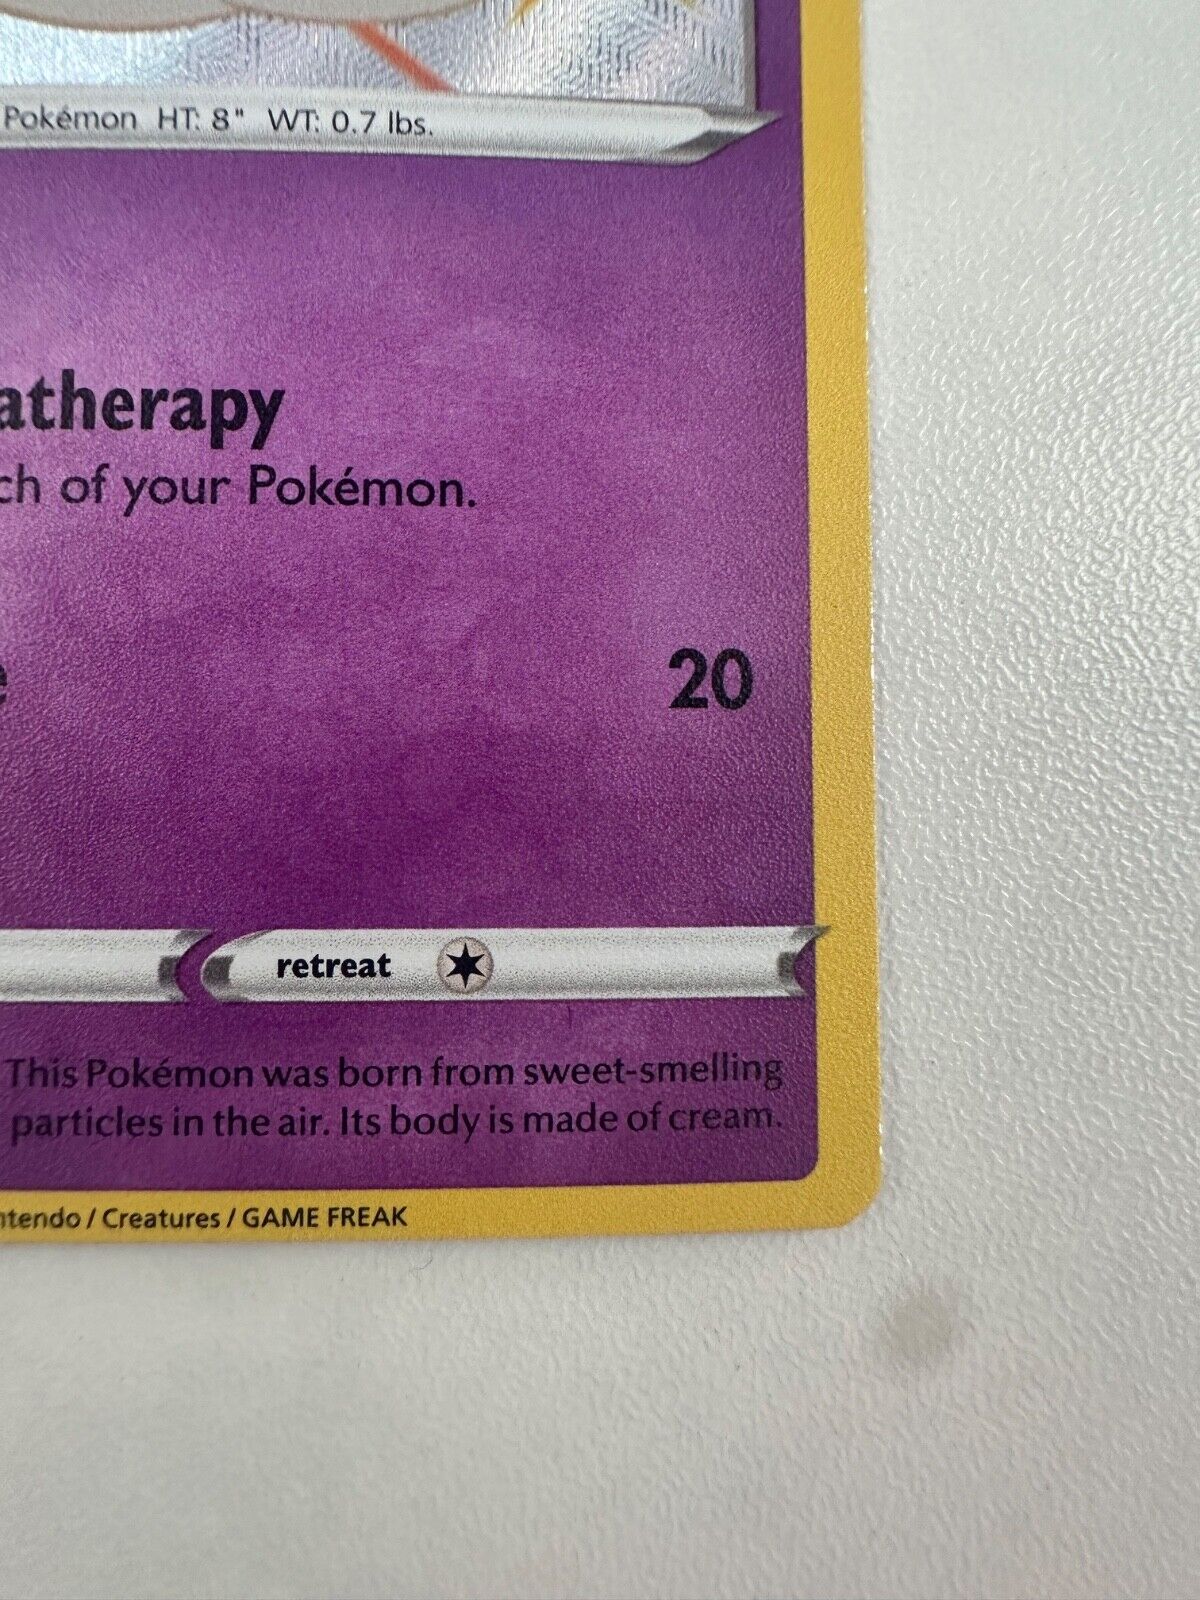 Pokémon HT: 8" WT: 0.7 lbs.
atherapy
ch of your Pokémon.
e 20
retreat
This Pokémon was born from sweet-smelling
particles in the air. Its body is made of cream.
ntendo / Creatures / GAME FREAK